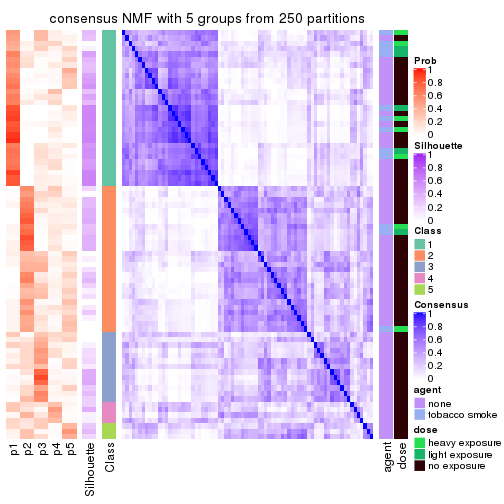 consensus NMF with 5 groups from 250 partitions
p1
p2
p3
p4
p5
Silhouette
Class
agent
dose
Prob
1
0.8
0.6
0.4
0.2
0
Silhouette
1
0.8
0.6
0.4
0.2
0
Class
1
2
3
4
5
Consensus
1
0.8
0.6
0.4
0.2
0
agent
none
tobacco smoke
dose
heavy exposure
light exposure
no exposure